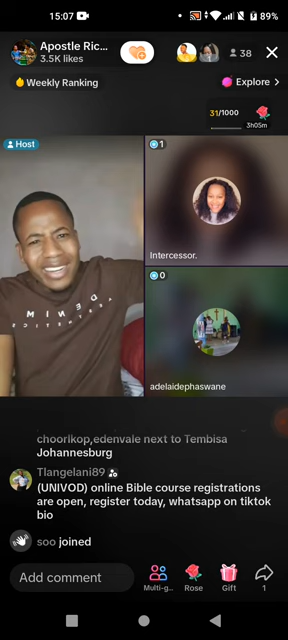 15:07
89%
Apostle Ric...
3.5K likes
38
Weekly Ranking
Explore >
31/1000
3h05m
Host
1
Intercessor.
0
adelaidephaswane
choorlkop,edenvale next to Tembisa
Johannesburg
Tlangelani89
(UNIVOD) online Bible course registrations
are open, register today, whatsapp on tiktok
bio
soo joined
Add comment
Multi-g...
Rose
Gift
1